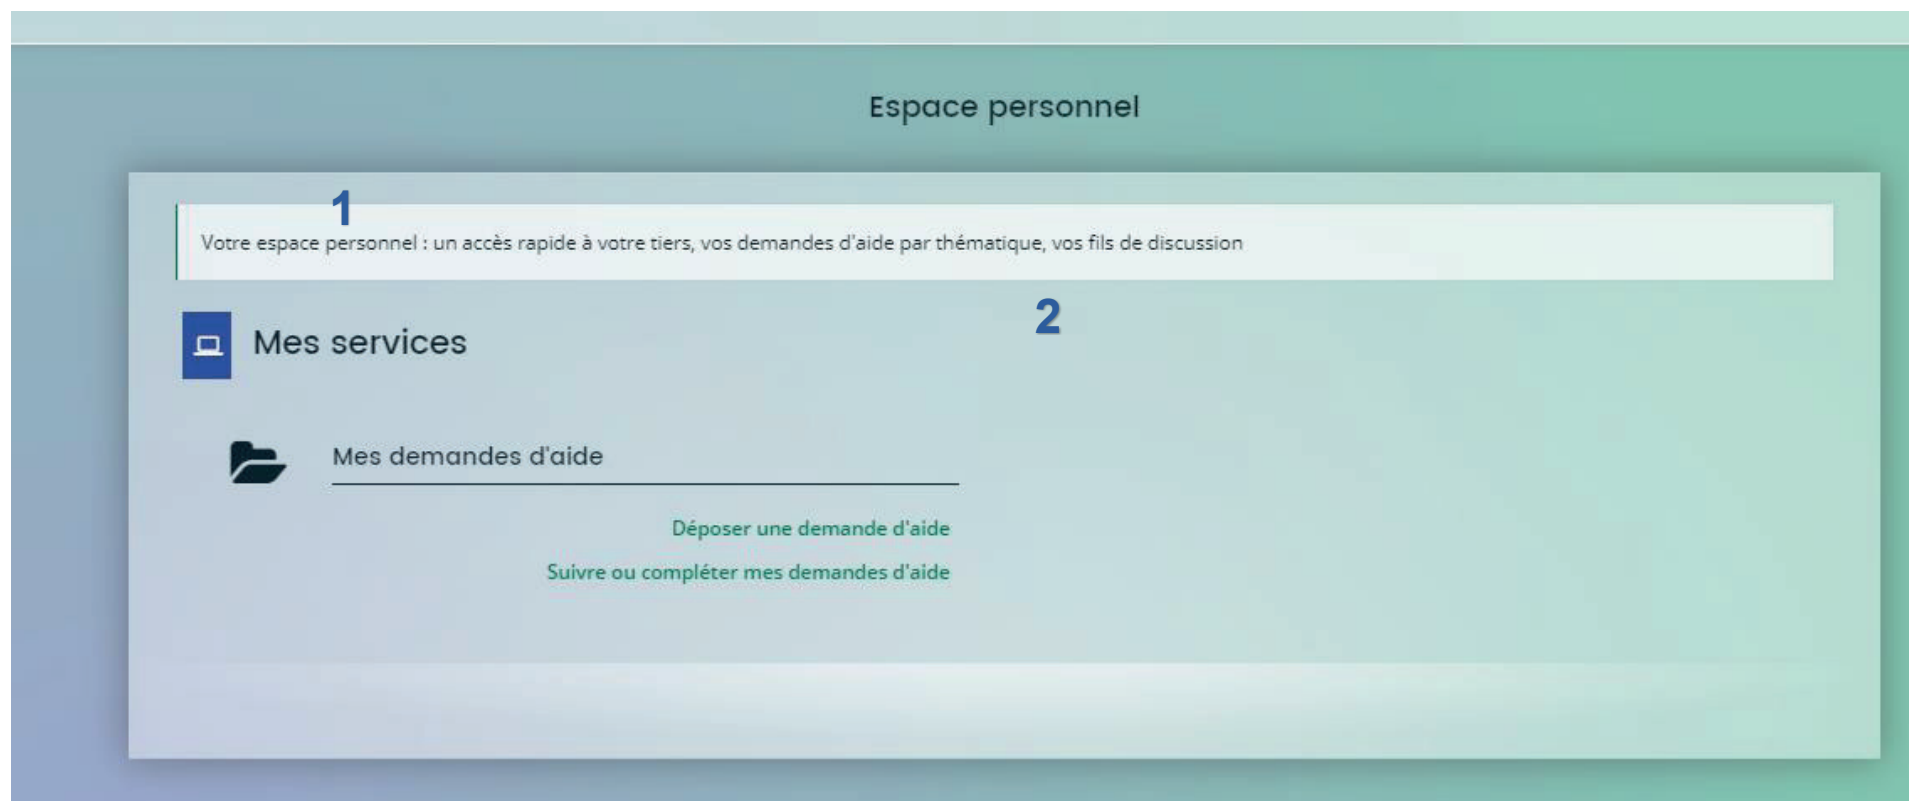 Espace personnel
1
Votre espace personnel : un accès rapide à votre tiers, vos demandes d'aide par thématique, vos fils de discussion
2
Mes services
Mes demandes d'aide
Déposer une demande d'aide
Suivre ou compléter mes demandes d'aide